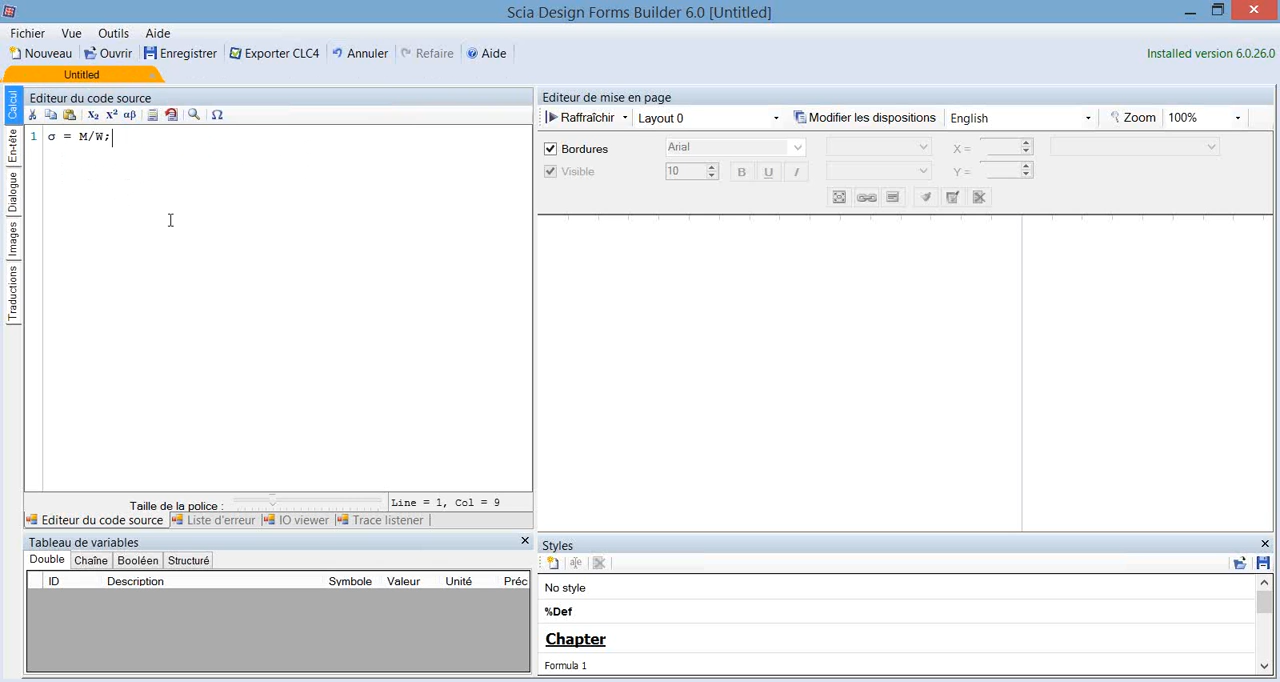 Scia Design Forms Builder 6.0 [Untitled]
Fichier Vue Outils Aide
Nouveau Ouvrir Enregistrer Exporter CLC4 Annuler Refaire Aide Installed version 6.0.26.0
Untitled
Calcul
En-tête
Dialogue
Images
Traductions
Editeur du code source
X₂ X² αβ Ω
1 σ = M/W;
Taille de la police : Line = 1, Col = 9
Editeur du code source Liste d'erreur IO viewer Trace listener
Tableau de variables
Double Chaîne Booléen Structuré
ID Description Symbole Valeur Unité Préc
Editeur de mise en page
Raffraîchir Layout 0 Modifier les dispositions English Zoom 100%
Bordures Arial X =
Visible 10 B U I Y =
Styles
No style
%Def
Chapter
Formula 1